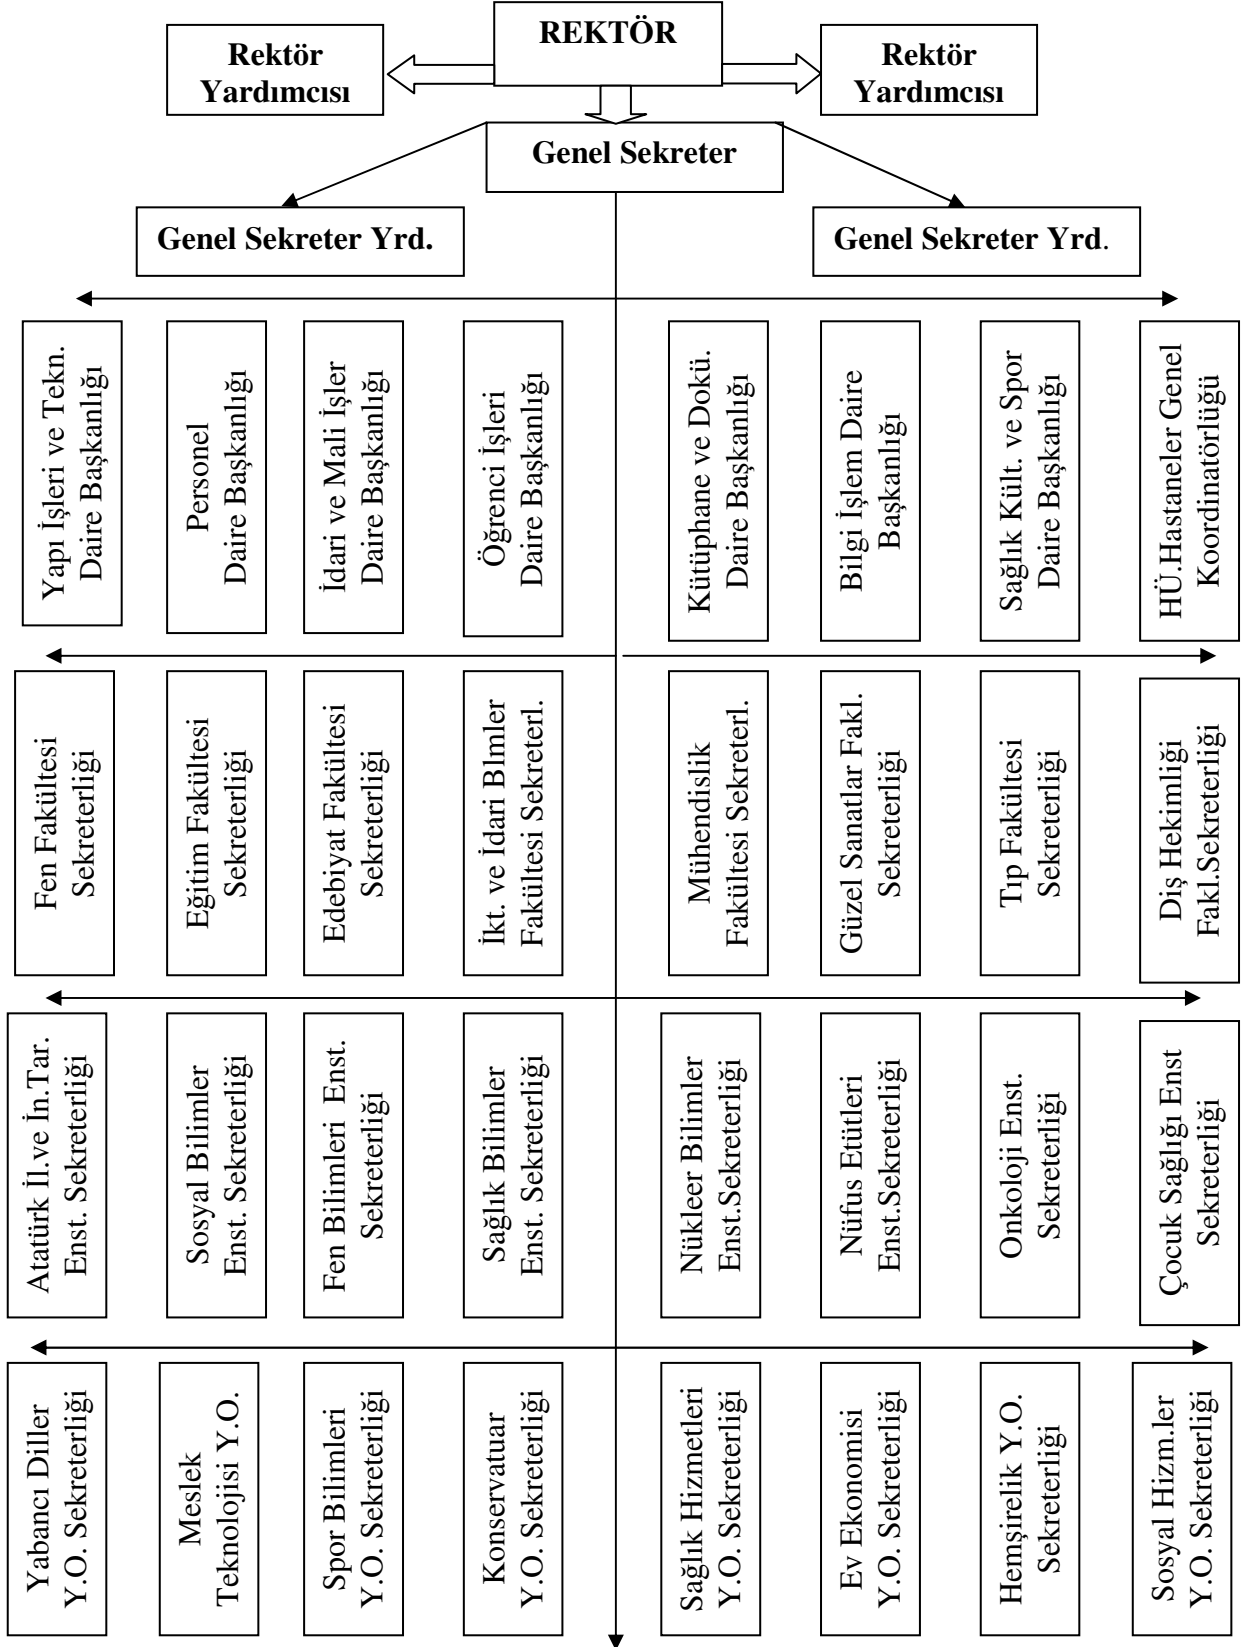 REKTÖR
Rektör
Yardımcısı
Rektör
Yardımcısı
Genel Sekreter
Genel Sekreter Yrd.
Genel Sekreter Yrd.
Yapı İşleri ve Tekn.
Daire Başkanlığı
Personel
Daire Başkanlığı
İdari ve Mali İşler
Daire Başkanlığı
Öğrenci İşleri
Daire Başkanlığı
Kütüphane ve Dokü.
Daire Başkanlığı
Bilgi İşlem Daire
Başkanlığı
Sağlık Kült. ve Spor
Daire Başkanlığı
HÜ.Hastaneler Genel
Koordinatörlüğü
Fen Fakültesi
Sekreterliği
Eğitim Fakültesi
Sekreterliği
Edebiyat Fakültesi
Sekreterliği
İkt. ve İdari Blmler
Fakültesi Sekreterl.
Mühendislik
Fakültesi Sekreterl.
Güzel Sanatlar Fakl.
Sekreterliği
Tıp Fakültesi
Sekreterliği
Diş Hekimliği
Fakl.Sekreterliği
Atatürk İl.ve İn.Tar.
Enst. Sekreterliği
Sosyal Bilimler
Enst. Sekreterliği
Fen Bilimleri Enst.
Sekreterliği
Sağlık Bilimler
Enst. Sekreterliği
Nükleer Bilimler
Enst.Sekreterliği
Nüfus Etütleri
Enst.Sekreterliği
Onkoloji Enst.
Sekreterliği
Çocuk Sağlığı Enst
Sekreterliği
Yabancı Diller
Y.O. Sekreterliği
Meslek
Teknolojisi Y.O.
Spor Bilimleri
Y.O. Sekreterliği
Konservatuar
Y.O. Sekreterliği
Sağlık Hizmetleri
Y.O. Sekreterliği
Ev Ekonomisi
Y.O. Sekreterliği
Hemşirelik Y.O.
Sekreterliği
Sosyal Hizm.ler
Y.O. Sekreterliği